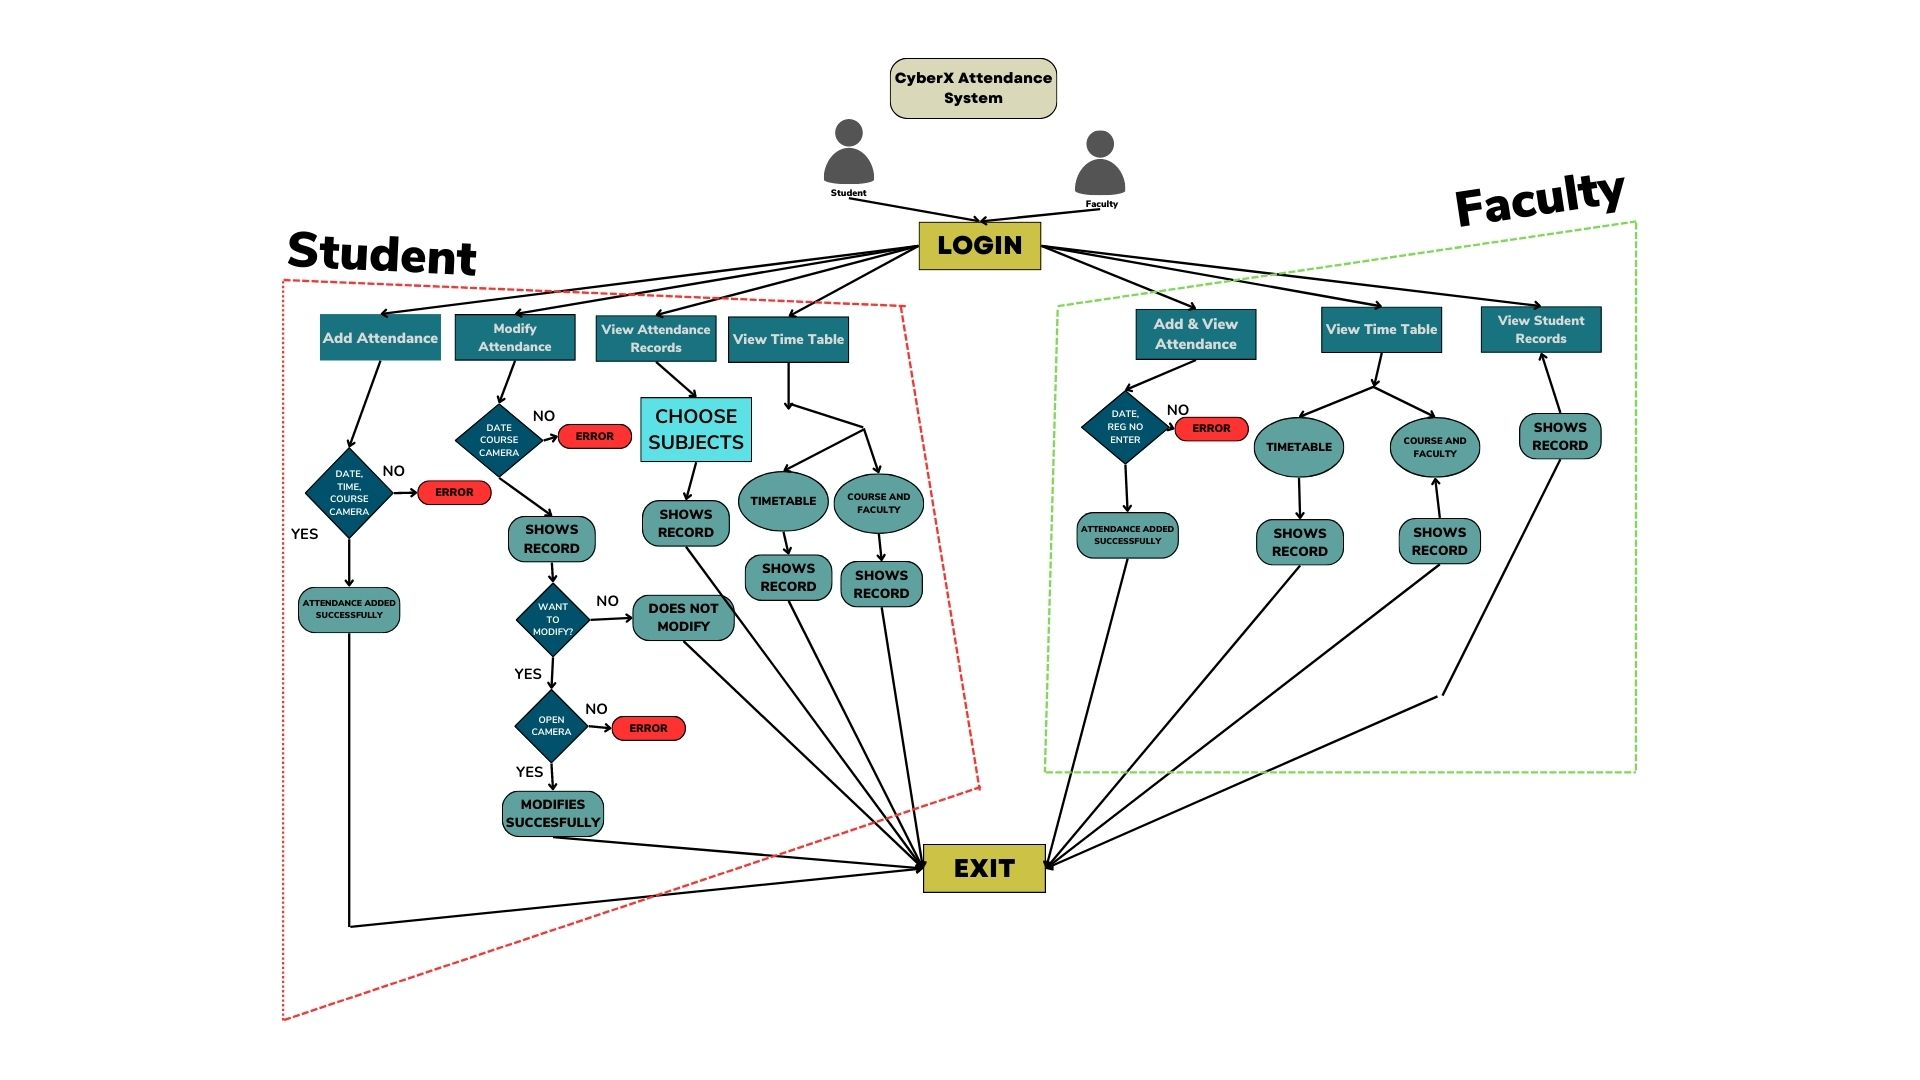 CyberX Attendance
System
Student
Faculty
LOGIN
Student
Faculty
Add Attendance
Modify
Attendance
View Attendance
Records
View Time Table
Add & View
Attendance
View Time Table
View Student
Records
DATE,
TIME,
COURSE
CAMERA
NO
ERROR
YES
ATTENDANCE ADDED
SUCCESSFULLY
DATE
COURSE
CAMERA
NO
ERROR
SHOWS
RECORD
WANT
TO
MODIFY?
NO
DOES NOT
MODIFY
YES
OPEN
CAMERA
NO
ERROR
YES
MODIFIES
SUCCESFULLY
CHOOSE
SUBJECTS
SHOWS
RECORD
TIMETABLE
SHOWS
RECORD
COURSE AND
FACULTY
SHOWS
RECORD
DATE,
REG NO
ENTER
NO
ERROR
ATTENDANCE ADDED
SUCCESSFULLY
TIMETABLE
SHOWS
RECORD
COURSE AND
FACULTY
SHOWS
RECORD
SHOWS
RECORD
EXIT